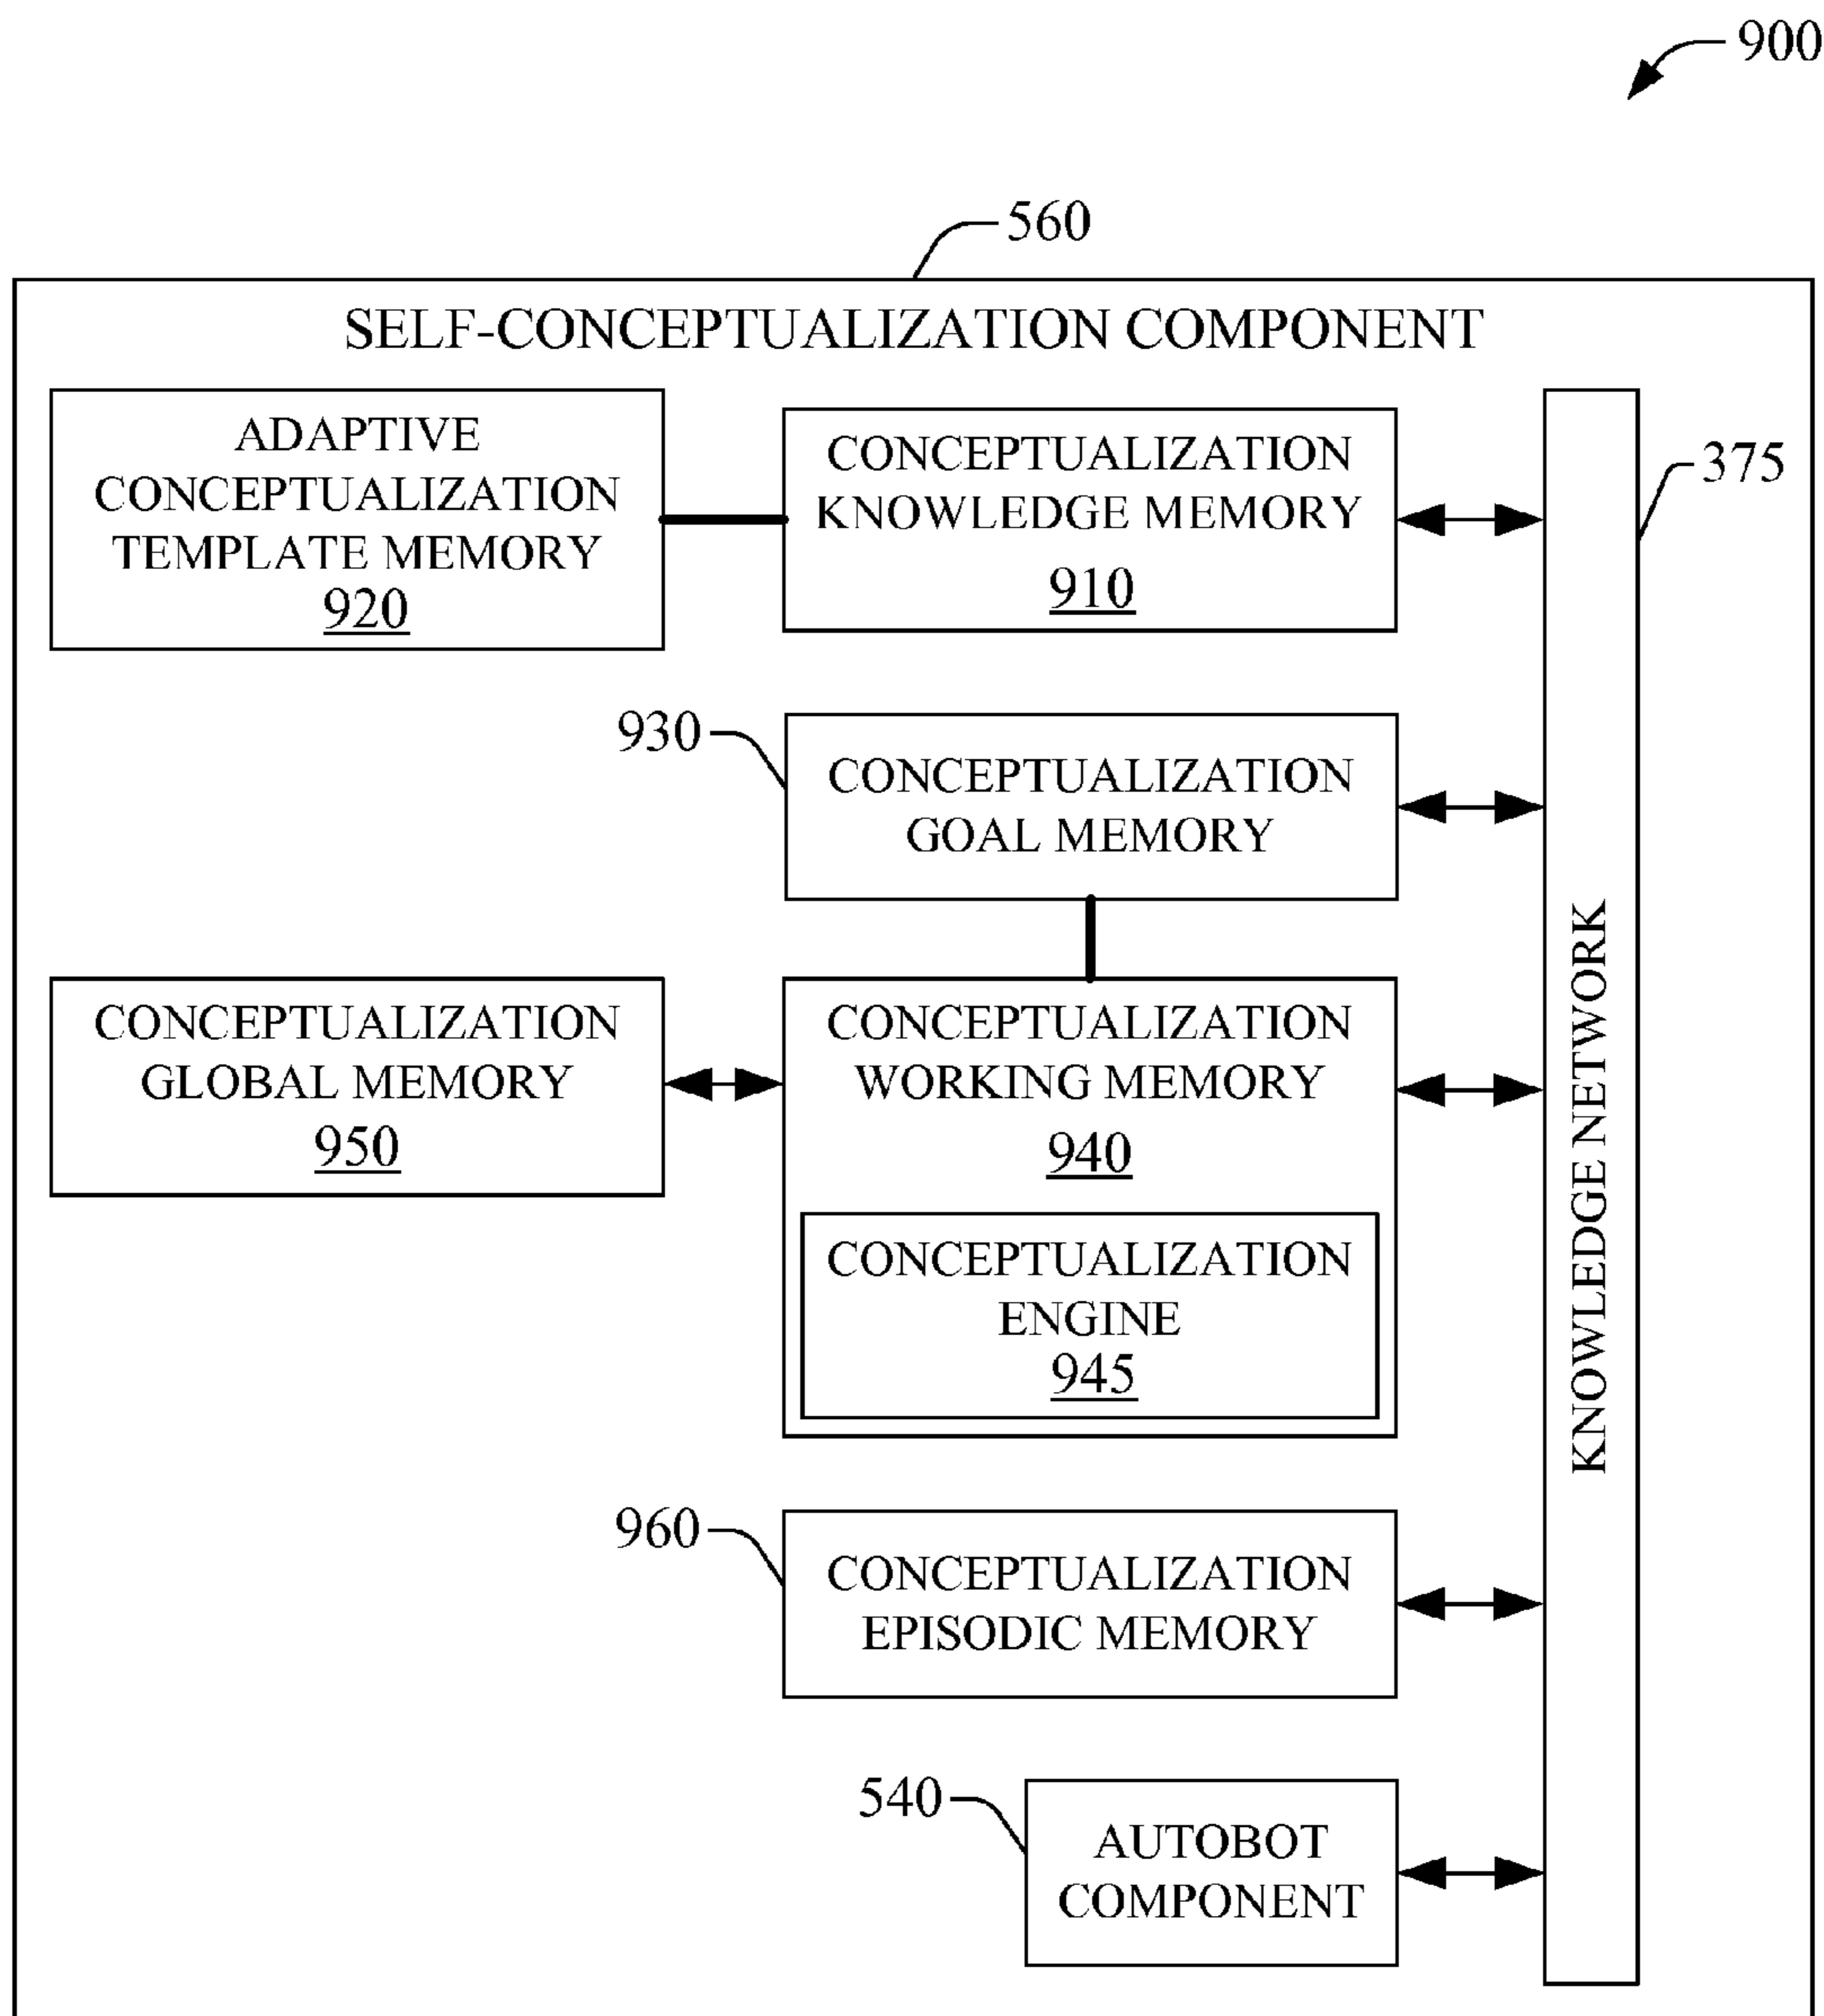 900
560
SELF-CONCEPTUALIZATION COMPONENT
ADAPTIVE
CONCEPTUALIZATION
TEMPLATE MEMORY
920
CONCEPTUALIZATION
KNOWLEDGE MEMORY
910
375
930
CONCEPTUALIZATION
GOAL MEMORY
CONCEPTUALIZATION
GLOBAL MEMORY
950
CONCEPTUALIZATION
WORKING MEMORY
940
CONCEPTUALIZATION
ENGINE
945
KNOWLEDGE NETWORK
960
CONCEPTUALIZATION
EPISODIC MEMORY
540
AUTOBOT
COMPONENT